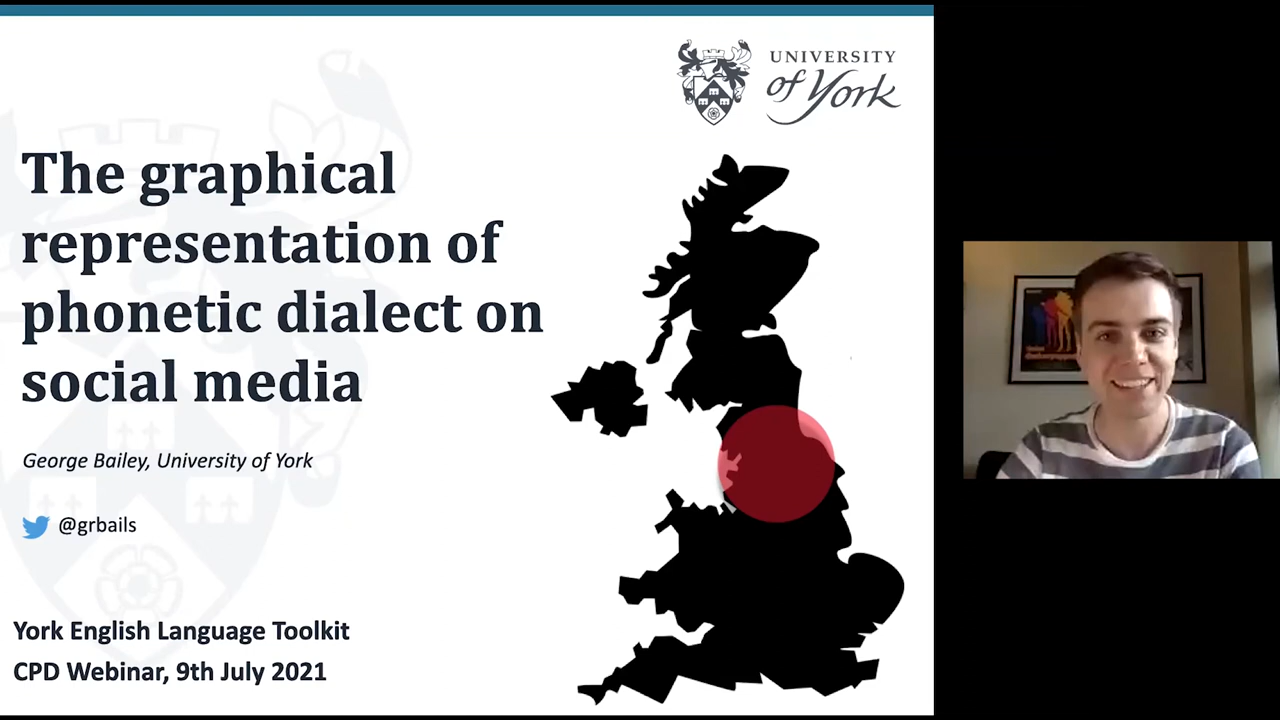 UNIVERSITY
of York
The graphical
representation of
phonetic dialect on
social media
George Bailey, University of York
@grbails
York English Language Toolkit
CPD Webinar, 9th July 2021